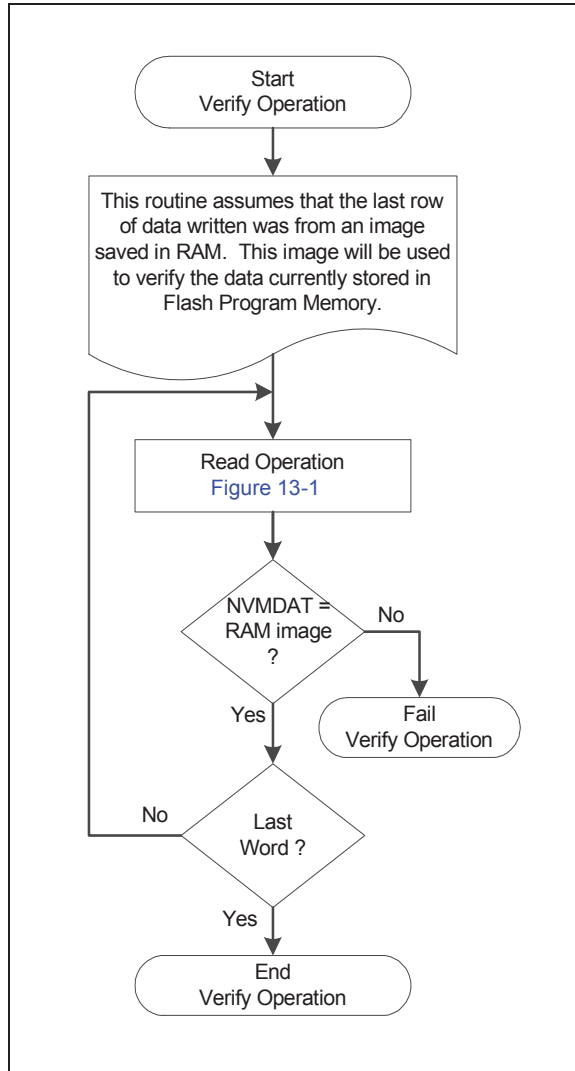 Start
Verify Operation
This routine assumes that the last row
of data written was from an image
saved in RAM. This image will be used
to verify the data currently stored in
Flash Program Memory.
Read Operation
Figure 13-1
NVMDAT =
RAM image
?
No
Yes
Fail
Verify Operation
No
Last
Word ?
Yes
End
Verify Operation